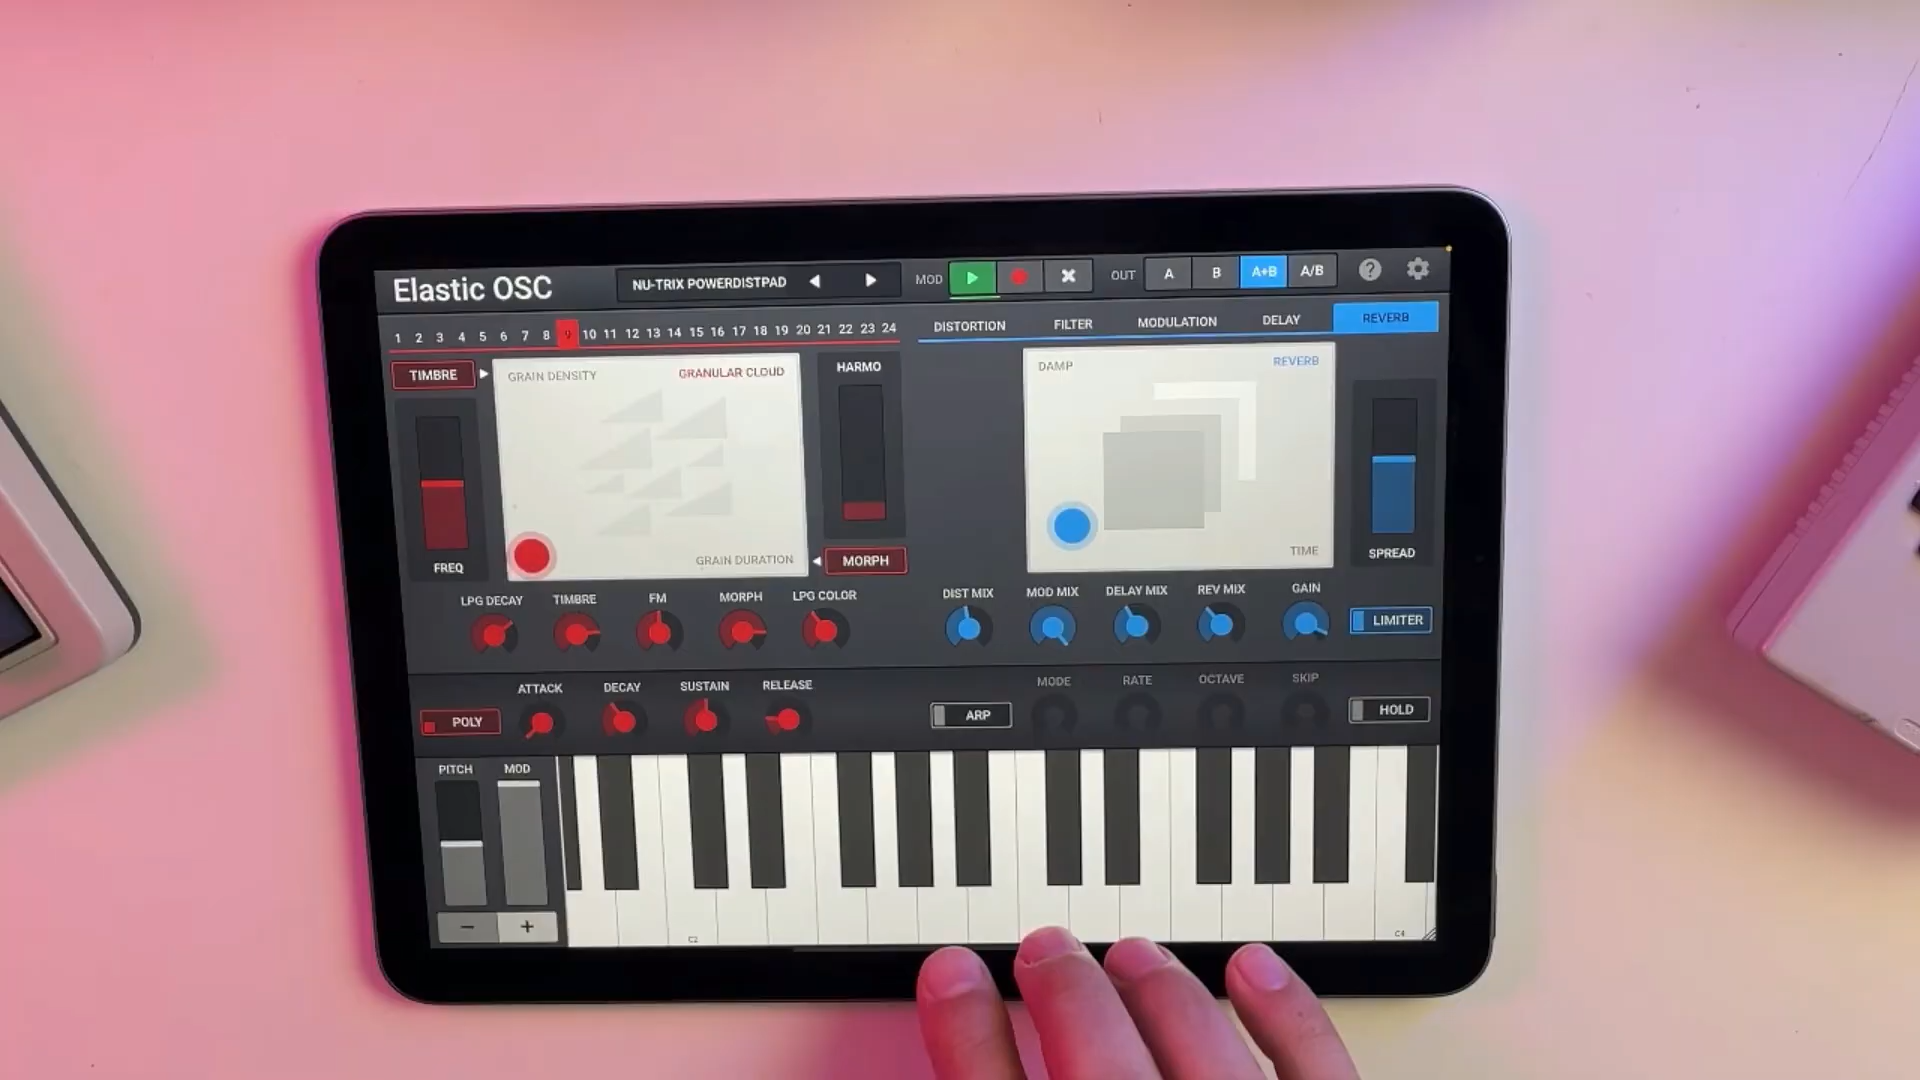 Elastic OSC
NU-TRIX POWERDISTPAD
MOD
OUT
A
B
A+B
A/B
?
1 2 3 4 5 6 7 8 9 10 11 12 13 14 15 16 17 18 19 20 21 22 23 24
DISTORTION
FILTER
MODULATION
DELAY
REVERB
TIMBRE
GRAIN DENSITY
GRANULAR CLOUD
HARMO
DAMP
REVERB
FREQ
GRAIN DURATION
MORPH
TIME
SPREAD
LPG DECAY
TIMBRE
FM
MORPH
LPG COLOR
DIST MIX
MOD MIX
DELAY MIX
REV MIX
GAIN
LIMITER
POLY
ATTACK
DECAY
SUSTAIN
RELEASE
ARP
MODE
RATE
OCTAVE
SKIP
HOLD
PITCH
MOD
−
+
C2
C4